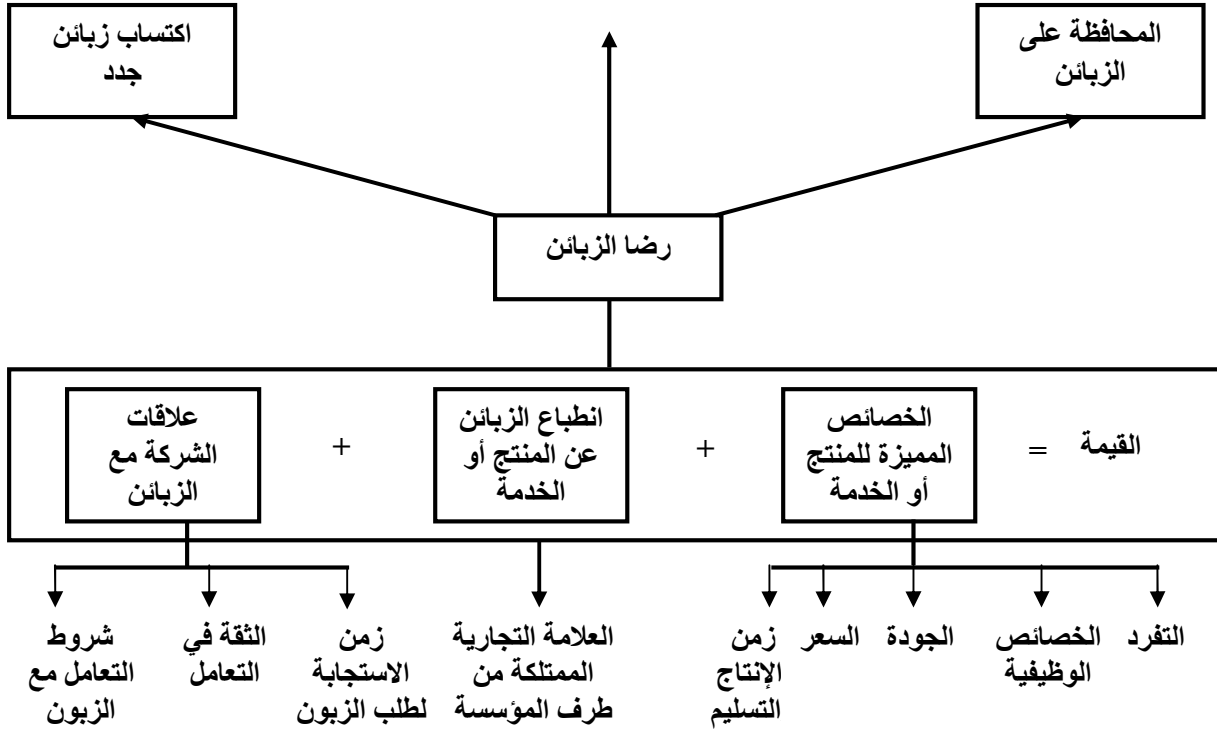 المحافظة على
الزبائن
اكتساب زبائن
جدد
رضا الزبائن
القيمة
=
الخصائص
المميزة للمنتج
أو الخدمة
+
انطباع الزبائن
عن المنتج أو
الخدمة
+
علاقات
الشركة مع
الزبائن
التفرد
الخصائص
الوظيفية
الجودة
السعر
زمن
الإنتاج
التسليم
العلامة التجارية
الممتلكة من
طرف المؤسسة
زمن
الاستجابة
لطلب الزبون
الثقة في
التعامل
شروط
التعامل مع
الزبون